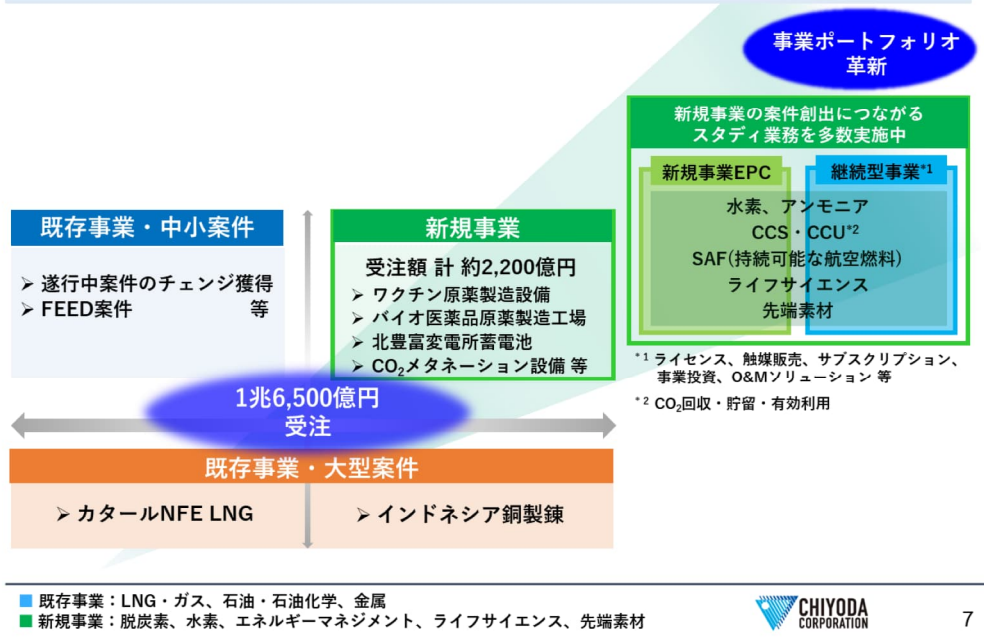 事業ポートフォリオ
革新
新規事業の案件創出につながる
スタディ業務を多数実施中
新規事業EPC
継続型事業*1
水素、アンモニア
CCS・CCU*2
SAF(持続可能な航空燃料)
ライフサイエンス
先端素材
*1 ライセンス、触媒販売、サブスクリプション、
事業投資、O&Mソリューション 等
*2 CO2回収・貯留・有効利用
既存事業・中小案件
➢ 遂行中案件のチェンジ獲得
➢ FEED案件 等
新規事業
受注額 計 約2,200億円
➢ ワクチン原薬製造設備
➢ バイオ医薬品原薬製造工場
➢ 北豊富変電所蓄電池
➢ CO2メタネーション設備 等
1兆6,500億円
受注
既存事業・大型案件
➢ カタールNFE LNG
➢ インドネシア銅製錬
■ 既存事業：LNG・ガス、石油・石油化学、金属
■ 新規事業：脱炭素、水素、エネルギーマネジメント、ライフサイエンス、先端素材
CHIYODA
CORPORATION
7